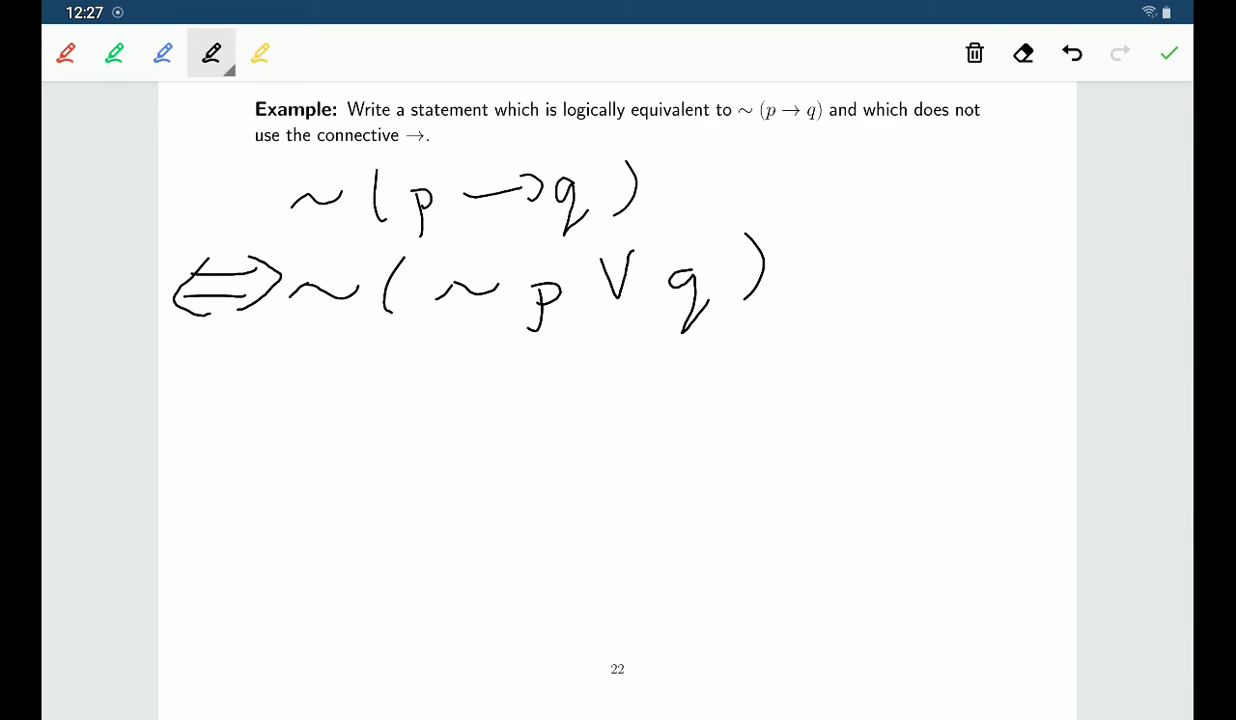 12:27
Example: Write a statement which is logically equivalent to ∼ (p → q) and which does not
use the connective →.
~ (p → q)
⇔ ~ ( ~ p ∨ q )
22